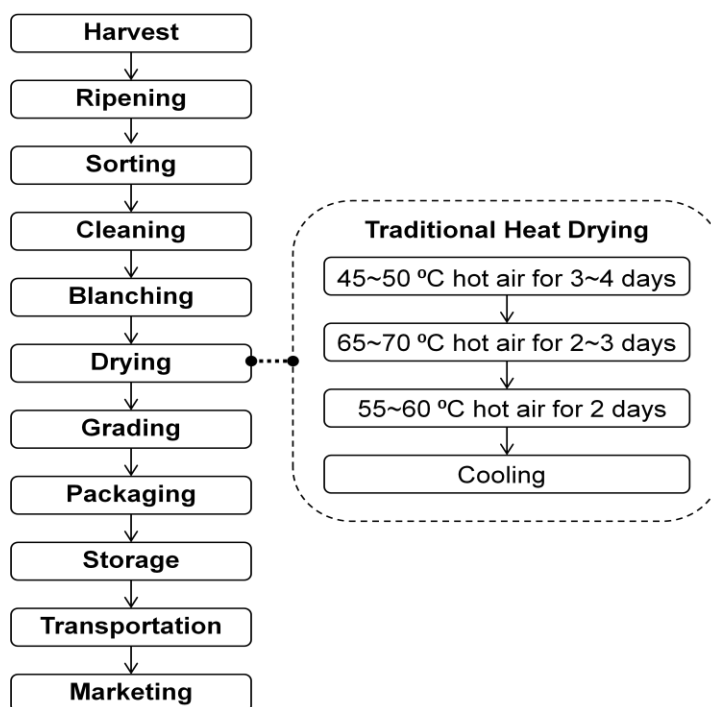 Harvest
Ripening
Sorting
Cleaning
Blanching
Drying
Grading
Packaging
Storage
Transportation
Marketing
Traditional Heat Drying
45~50 ºC hot air for 3~4 days
65~70 ºC hot air for 2~3 days
55~60 ºC hot air for 2 days
Cooling